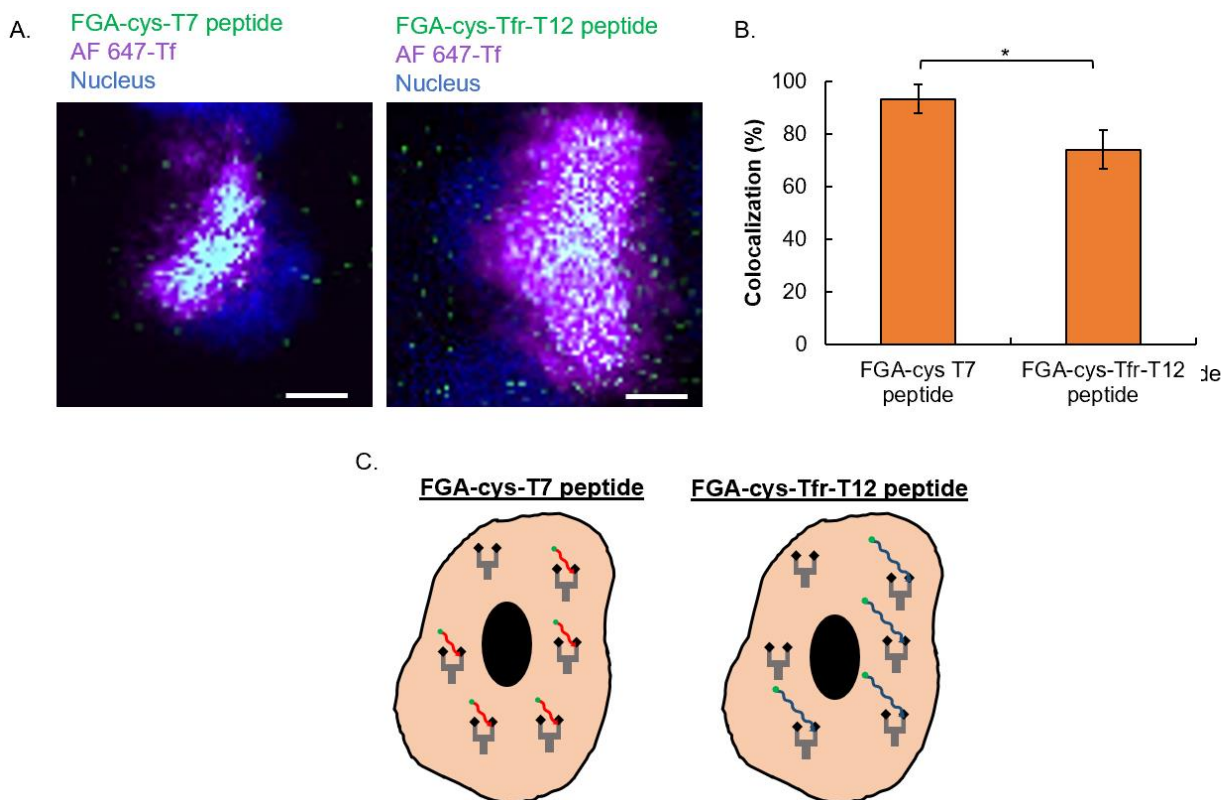 A.
FGA-cys-T7 peptide
AF 647-Tf
Nucleus
FGA-cys-Tfr-T12 peptide
AF 647-Tf
Nucleus
B.
*
Colocalization (%)
100
80
60
40
20
0
FGA-cys T7
peptide
FGA-cys-Tfr-T12
peptide
de
C.
FGA-cys-T7 peptide
FGA-cys-Tfr-T12 peptide